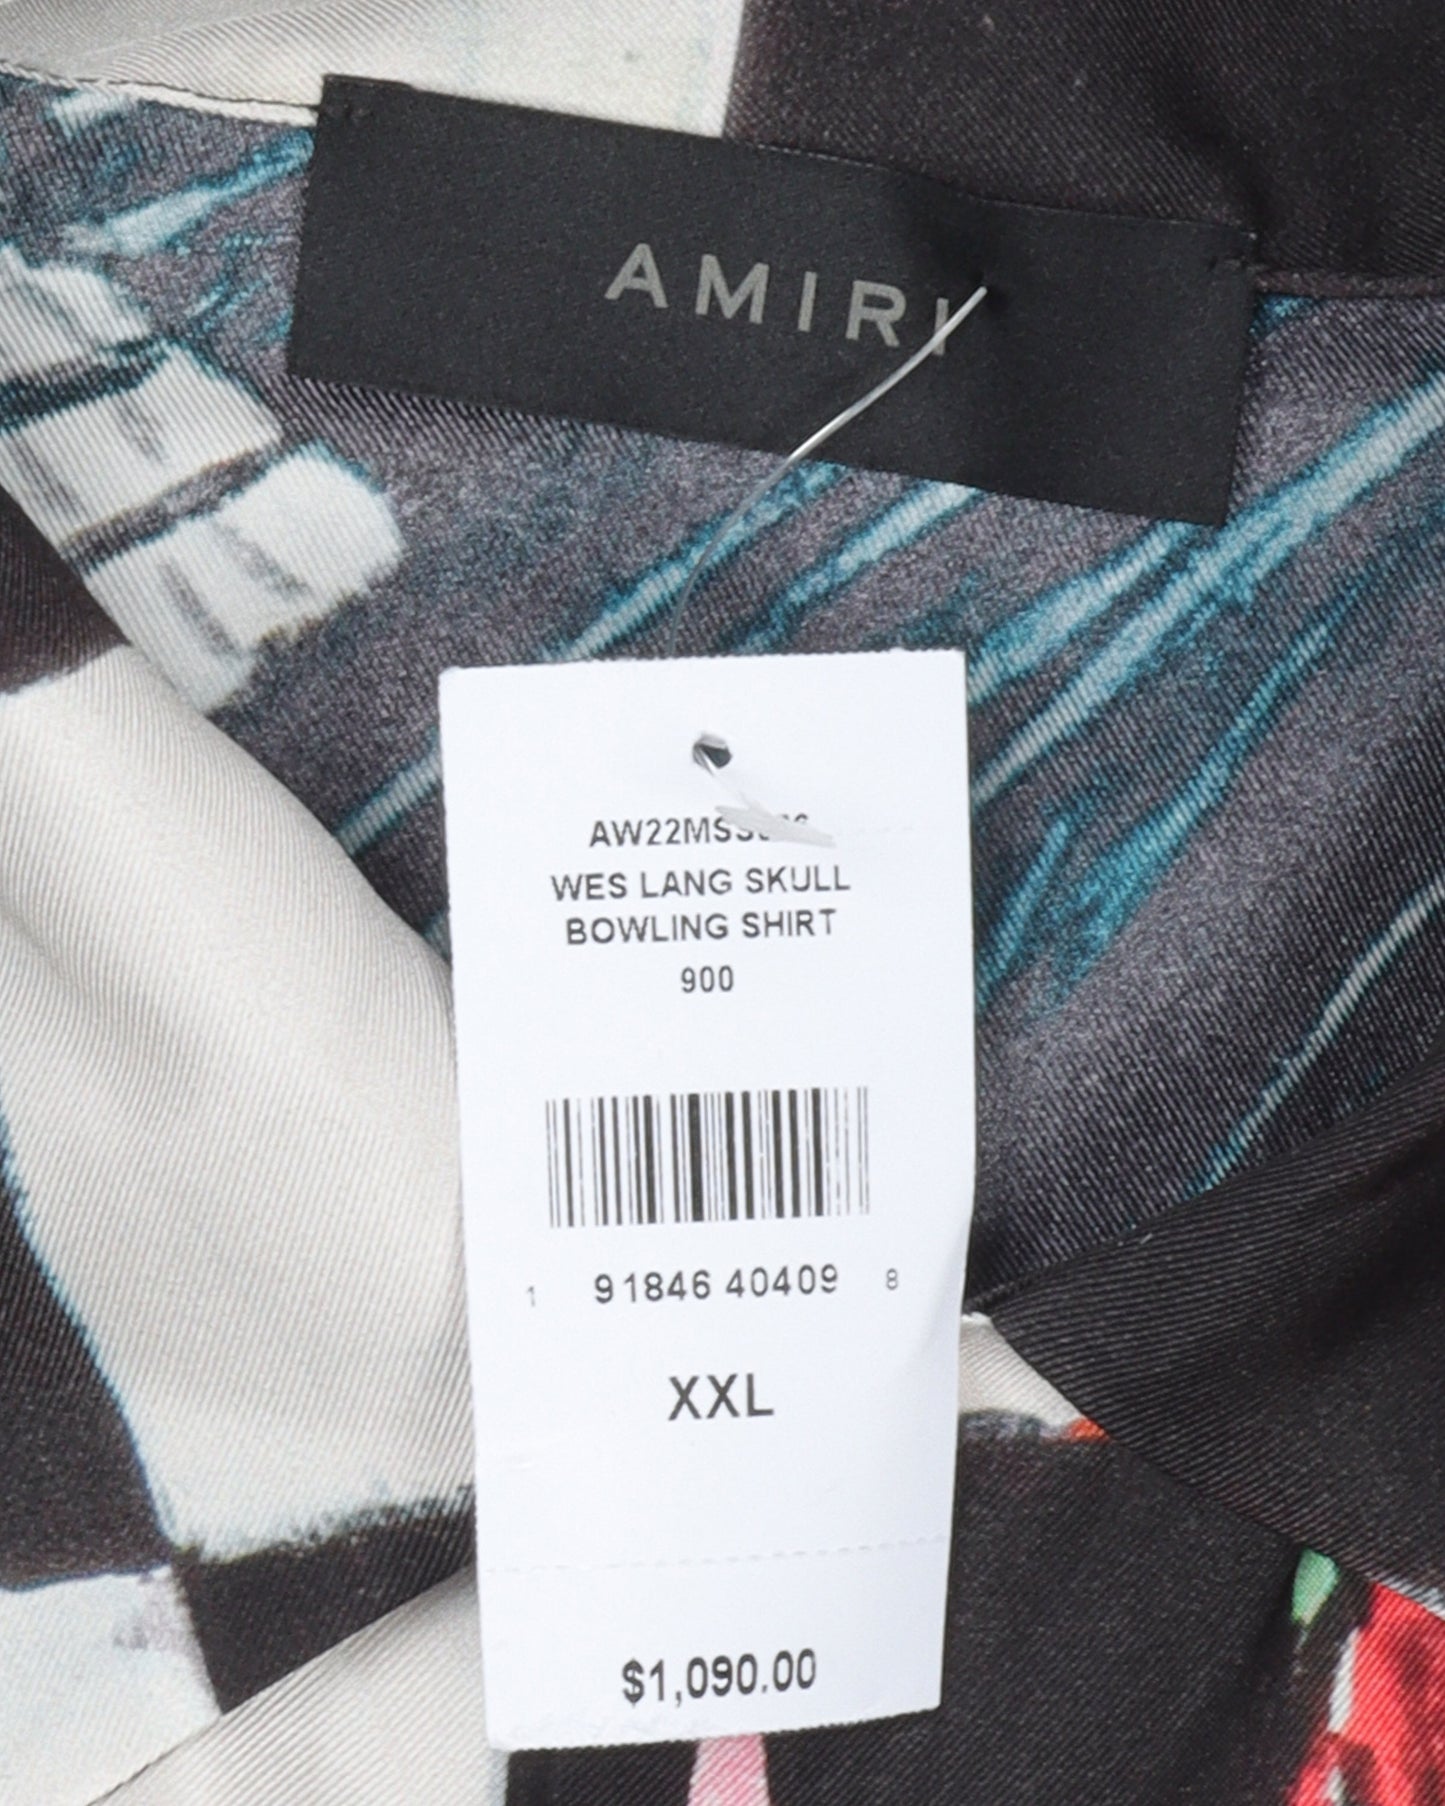 AMIRI
WES LANG SKULL
BOWLING SHIRT
900
1 91846 40409 8
XXL
$1,090.00